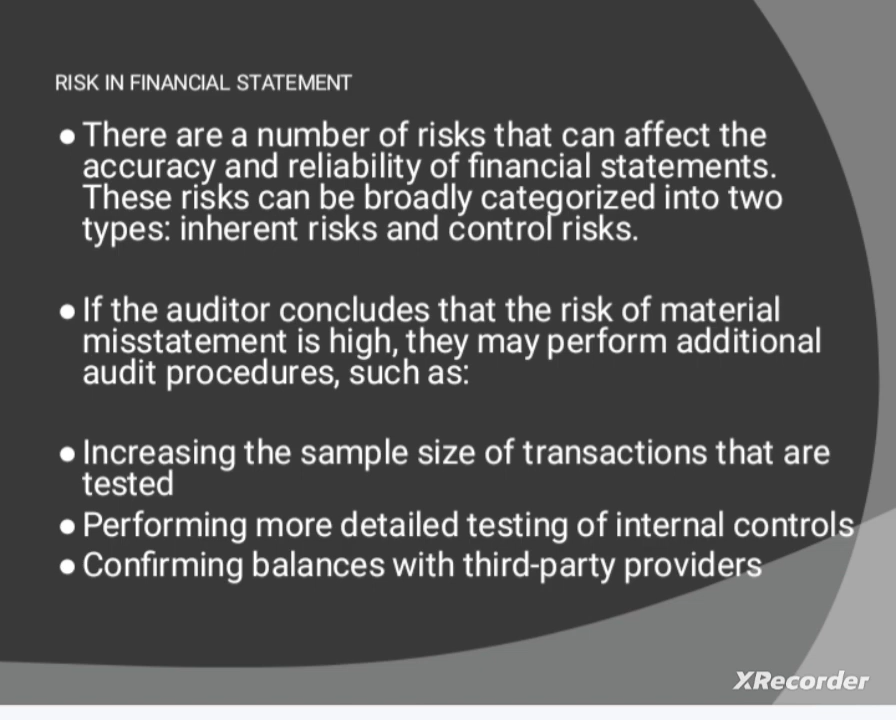 RISK IN FINANCIAL STATEMENT
● There are a number of risks that can affect the
accuracy and reliability of financial statements.
These risks can be broadly categorized into two
types: inherent risks and control risks.
● If the auditor concludes that the risk of material
misstatement is high, they may perform additional
audit procedures, such as:
● Increasing the sample size of transactions that are
tested
● Performing more detailed testing of internal controls
● Confirming balances with third-party providers
XRecorder